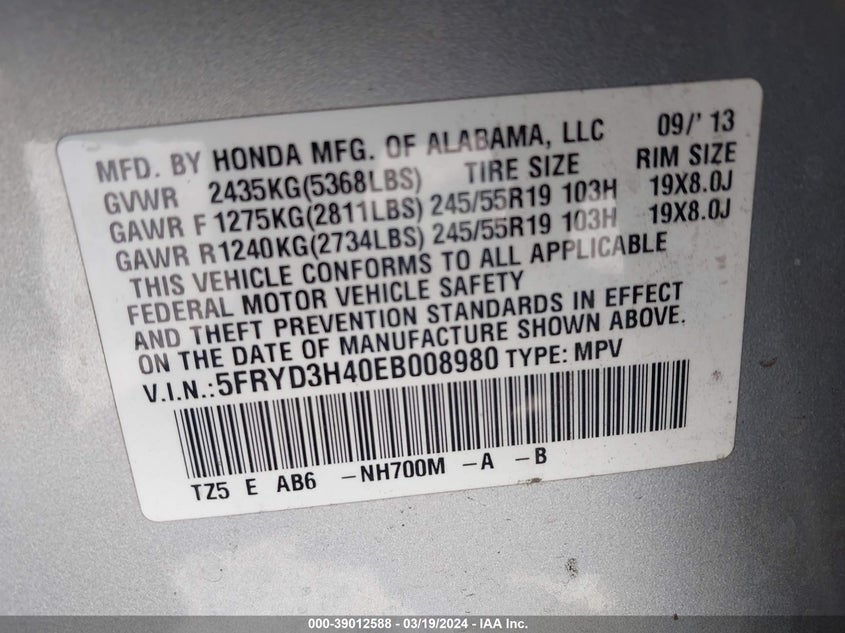 MFD. BY HONDA MFG. OF ALABAMA, LLC 09/' 13
GVWR 2435KG(5368LBS) TIRE SIZE RIM SIZE
GAWR F 1275KG(2811LBS) 245/55R19 103H 19X8.0J
GAWR R1240KG(2734LBS) 245/55R19 103H 19X8.0J
THIS VEHICLE CONFORMS TO ALL APPLICABLE
FEDERAL MOTOR VEHICLE SAFETY
AND THEFT PREVENTION STANDARDS IN EFFECT
ON THE DATE OF MANUFACTURE SHOWN ABOVE.
V.I.N.:5FRYD3H40EB008980 TYPE: MPV
TZ5 E AB6 -NH700M -A -B
000-39012588 - 03/19/2024 - IAA Inc.